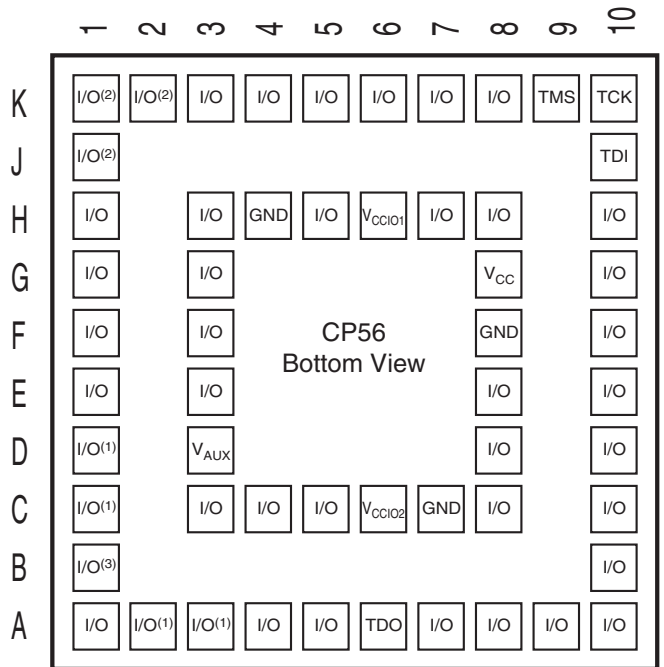 1 2 3 4 5 6 7 8 9 10
K I/O(2) I/O(2) I/O I/O I/O I/O I/O I/O TMS TCK
J I/O(2) TDI
H I/O I/O GND I/O VCCIO1 I/O I/O I/O
G I/O I/O VCC I/O
F I/O I/O CP56 GND I/O
Bottom View
E I/O I/O I/O I/O
D I/O(1) VAUX I/O I/O
C I/O(1) I/O I/O I/O VCCIO2 GND I/O I/O
B I/O(3) I/O
A I/O I/O(1) I/O(1) I/O I/O TDO I/O I/O I/O I/O